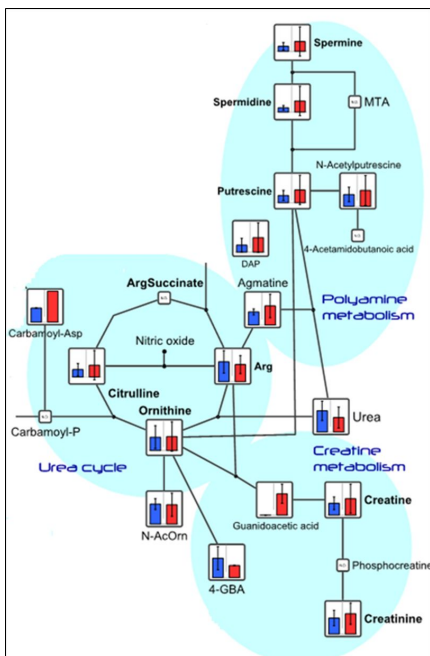 Spermine
Spermidine
MTA
N-Acetylputrescine
Putrescine
4-Acetamidobutanoic acid
DAP
ArgSuccinate
Agmatine
Polyamine
metabolism
Carbamoyl-Asp
Nitric oxide
Arg
Citrulline
Ornithine
Urea
Carbamoyl-P
Urea cycle
Creatine
metabolism
Guanidoacetic acid
Creatine
N-AcOrn
Phosphocreatine
4-GBA
Creatinine